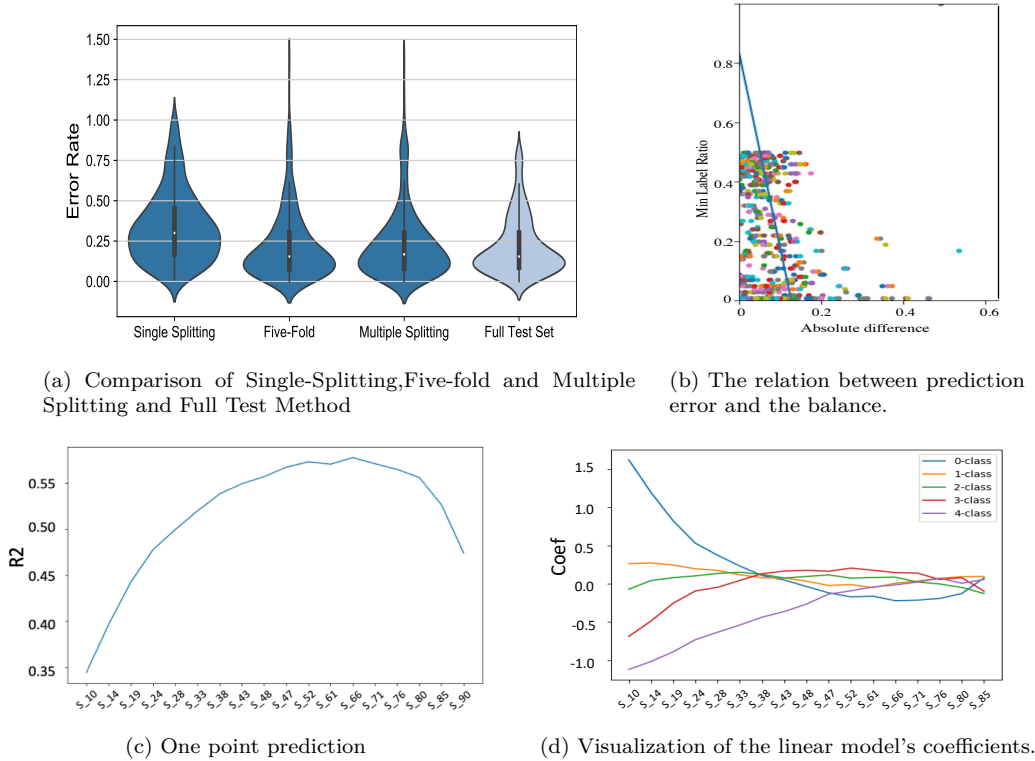 1.50
1.25
1.00
0.75
0.50
0.25
0.00
Error Rate
Single Splitting Five-Fold Multiple Splitting Full Test Set
0.8
0.6
0.4
0.2
0
Min Label Ratio
0 0.2 0.4 0.6
Absolute difference
(a) Comparison of Single-Splitting,Five-fold and Multiple
Splitting and Full Test Method
(b) The relation between prediction
error and the balance.
0.55
0.50
0.45
0.40
0.35
R2
S_10 S_14 S_19 S_24 S_28 S_33 S_38 S_43 S_48 S_47 S_52 S_61 S_66 S_71 S_76 S_80 S_85 S_90
0-class
1-class
2-class
3-class
4-class
1.5
1.0
0.5
0.0
-0.5
-1.0
Coef
S_10 S_14 S_19 S_24 S_28 S_33 S_38 S_43 S_48 S_47 S_52 S_61 S_66 S_71 S_76 S_80 S_85
(c) One point prediction
(d) Visualization of the linear model's coefficients.